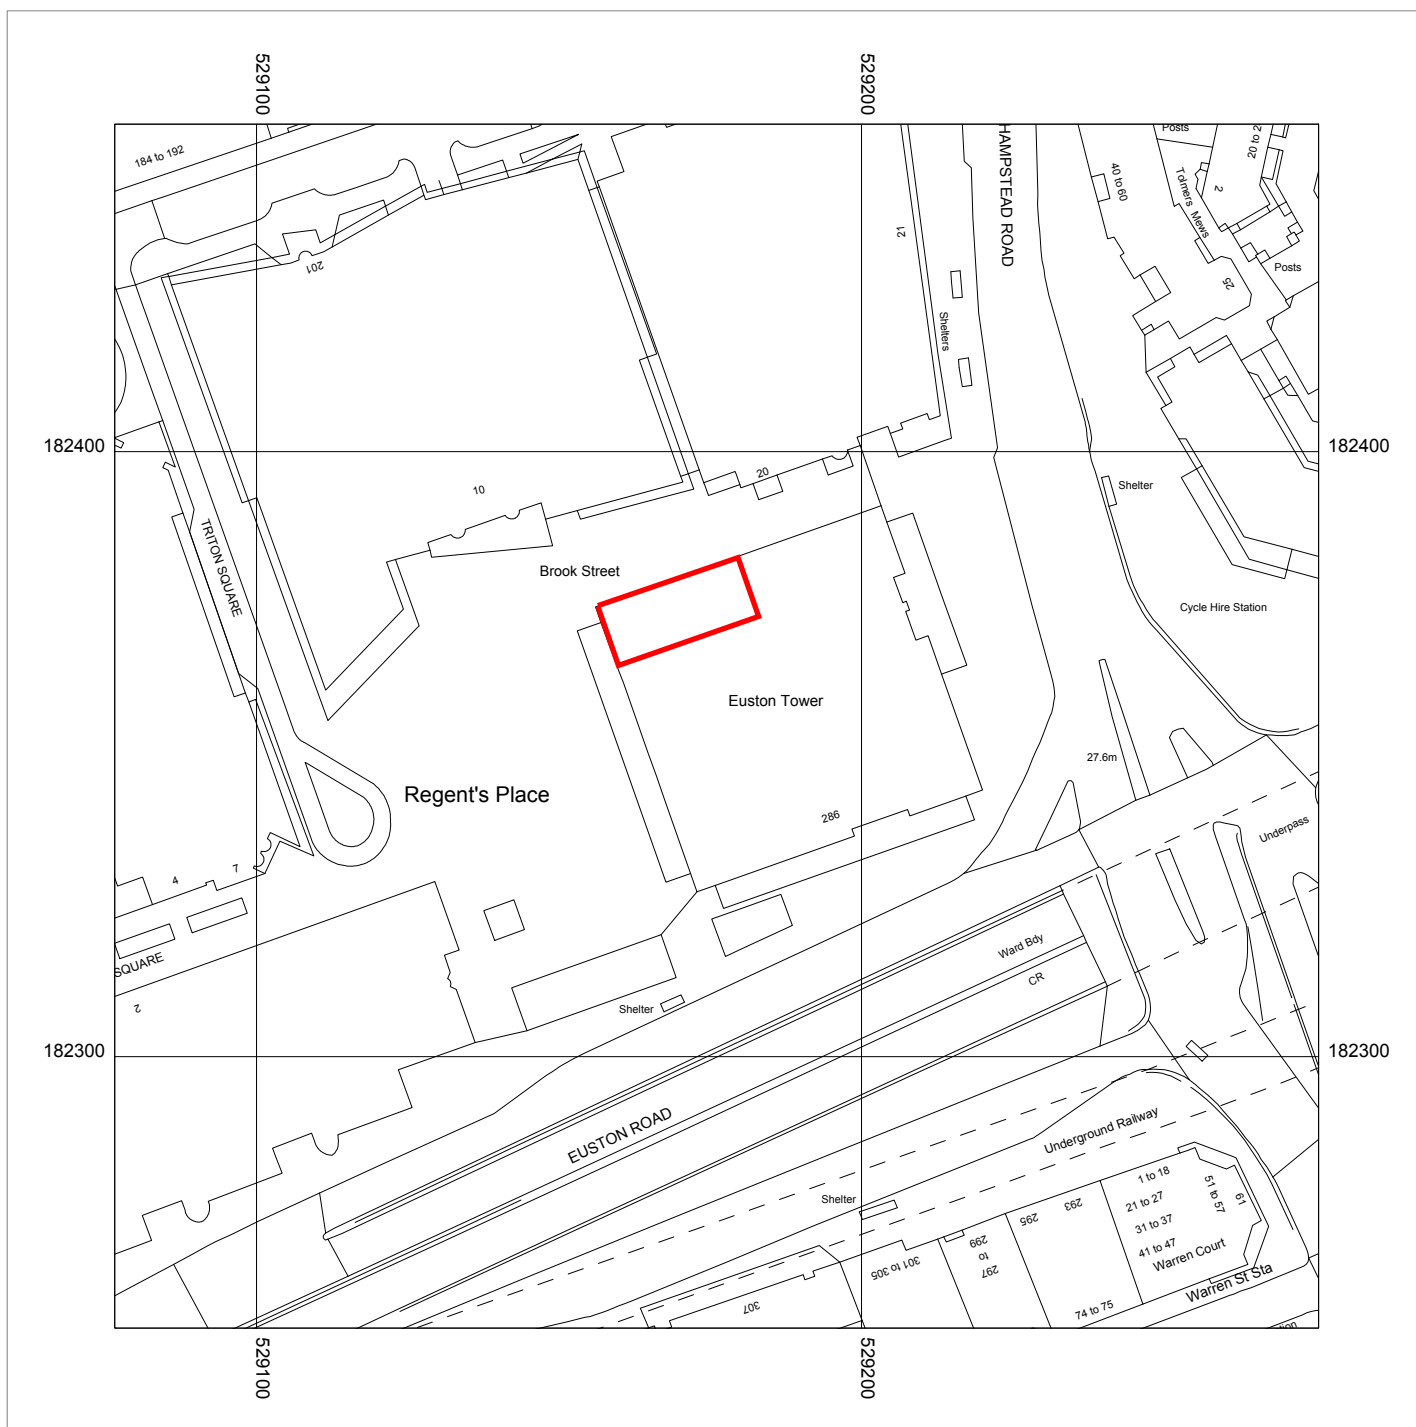 529100
529200
184 to 192
HAMPSTEAD ROAD
Posts
20 to 2
40 to 60
Tolmers Mews
2
21
201
Posts
25
Shelters
182400
182400
20
10
Shelter
TRITON SQUARE
Brook Street
Cycle Hire Station
Euston Tower
27.6m
Regent's Place
286
Underpass
4
7
Ward Bdy
SQUARE
CR
2
Shelter
182300
182300
EUSTON ROAD
Underground Railway
1 to 18
51 to 57
61
Shelter
21 to 27
293
295
31 to 37
299
to
297
41 to 47
Warren Court
301 to 305
Warren St Sta
307
74 to 75
529100
529200